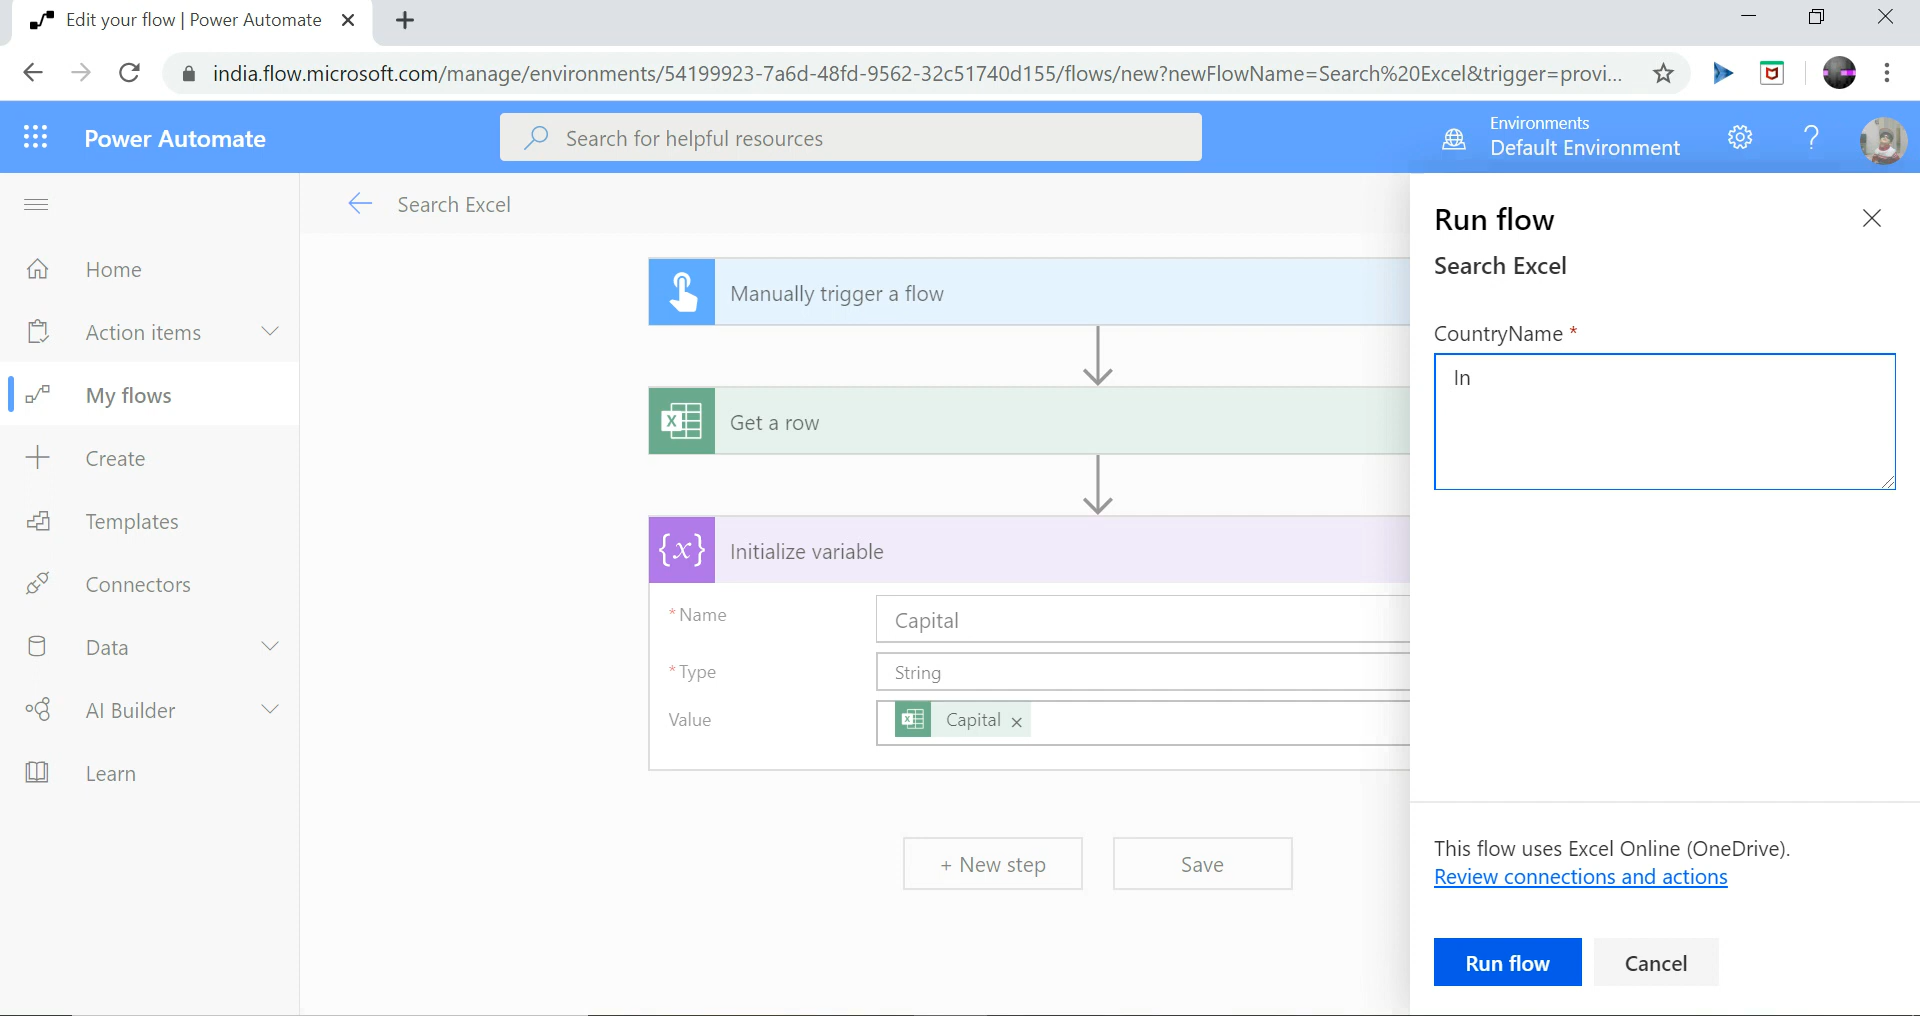 Edit your flow | Power Automate
india.flow.microsoft.com/manage/environments/54199923-7a6d-48fd-9562-32c51740d155/flows/new?newFlowName=Search%20Excel&trigger=provi...
Power Automate
Search for helpful resources
Environments
Default Environment
Search Excel
Home
Action items
My flows
Create
Templates
Connectors
Data
AI Builder
Learn
Manually trigger a flow
Get a row
{x} Initialize variable
* Name Capital
* Type String
Value Capital ×
+ New step Save
Run flow
Search Excel
CountryName *
In
This flow uses Excel Online (OneDrive).
Review connections and actions
Run flow Cancel